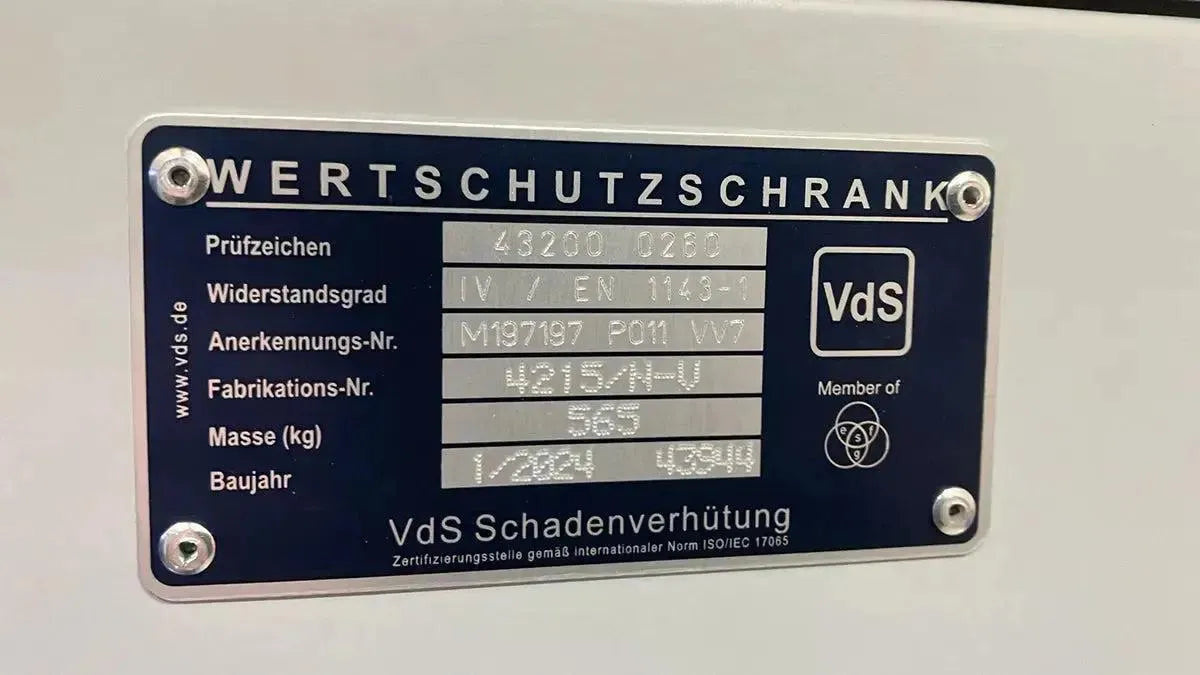 WERTSCHUTZSCHRANK
Prüfzeichen 43200 0260
Widerstandsgrad IV / EN 1143-1
Anerkennungs-Nr. M197197 P011 VV7
Fabrikations-Nr. 4215/H-V
Masse (kg) 565
Baujahr 1/2024 43944
www.vds.de
VdS
Member of
e s f g
VdS Schadenverhütung
Zertifizierungsstelle gemäß internationaler Norm ISO/IEC 17065